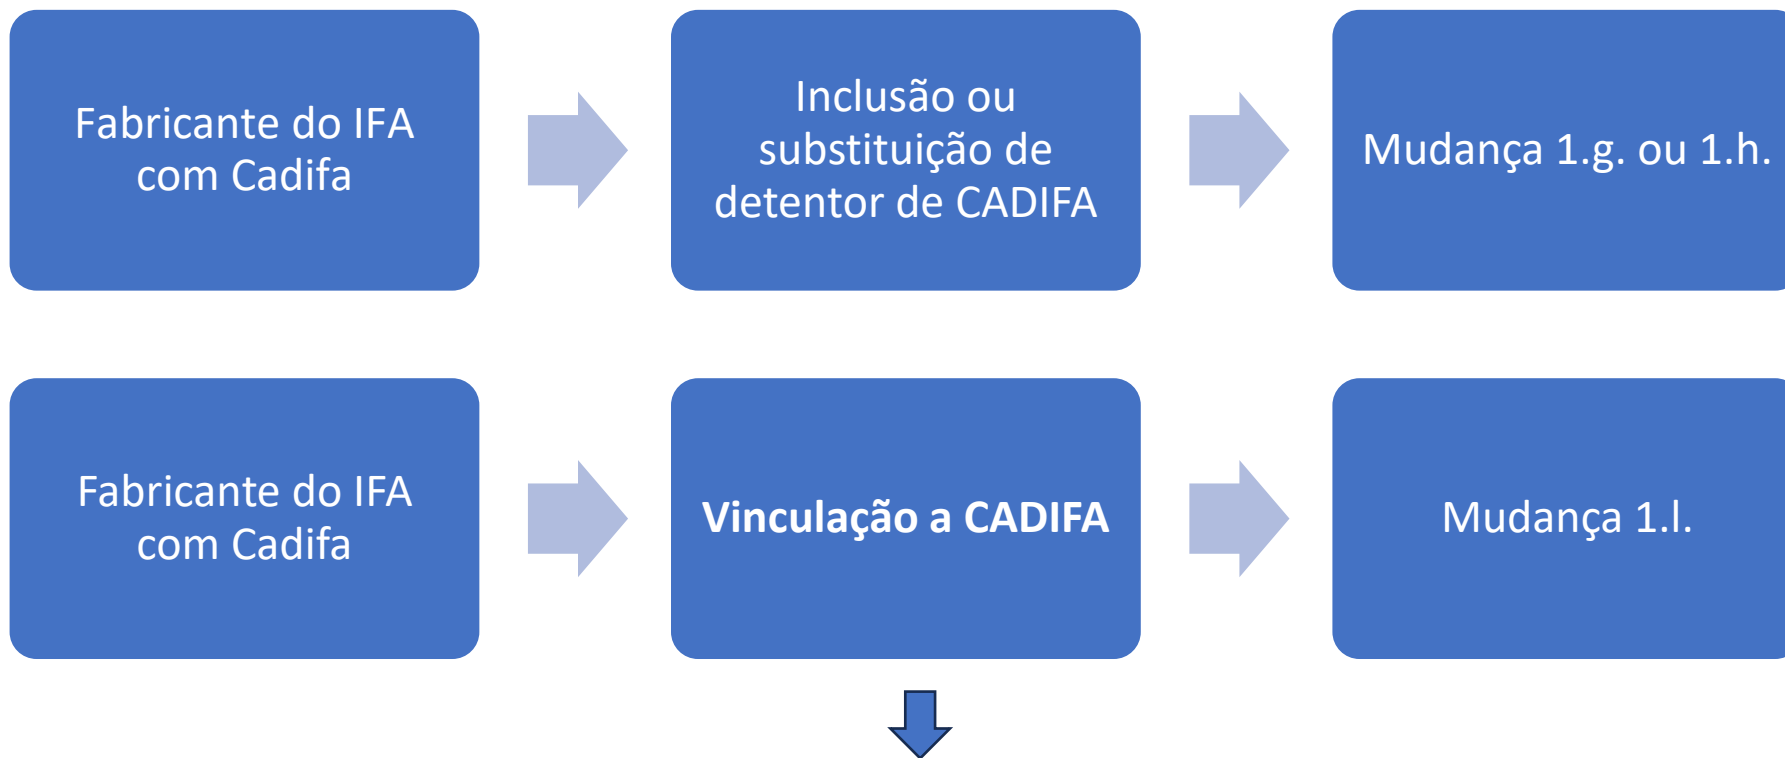 Fabricante do IFA
com Cadifa
Inclusão ou
substituição de
detentor de CADIFA
Mudança 1.g. ou 1.h.
Fabricante do IFA
com Cadifa
Vinculação a CADIFA
Mudança 1.l.